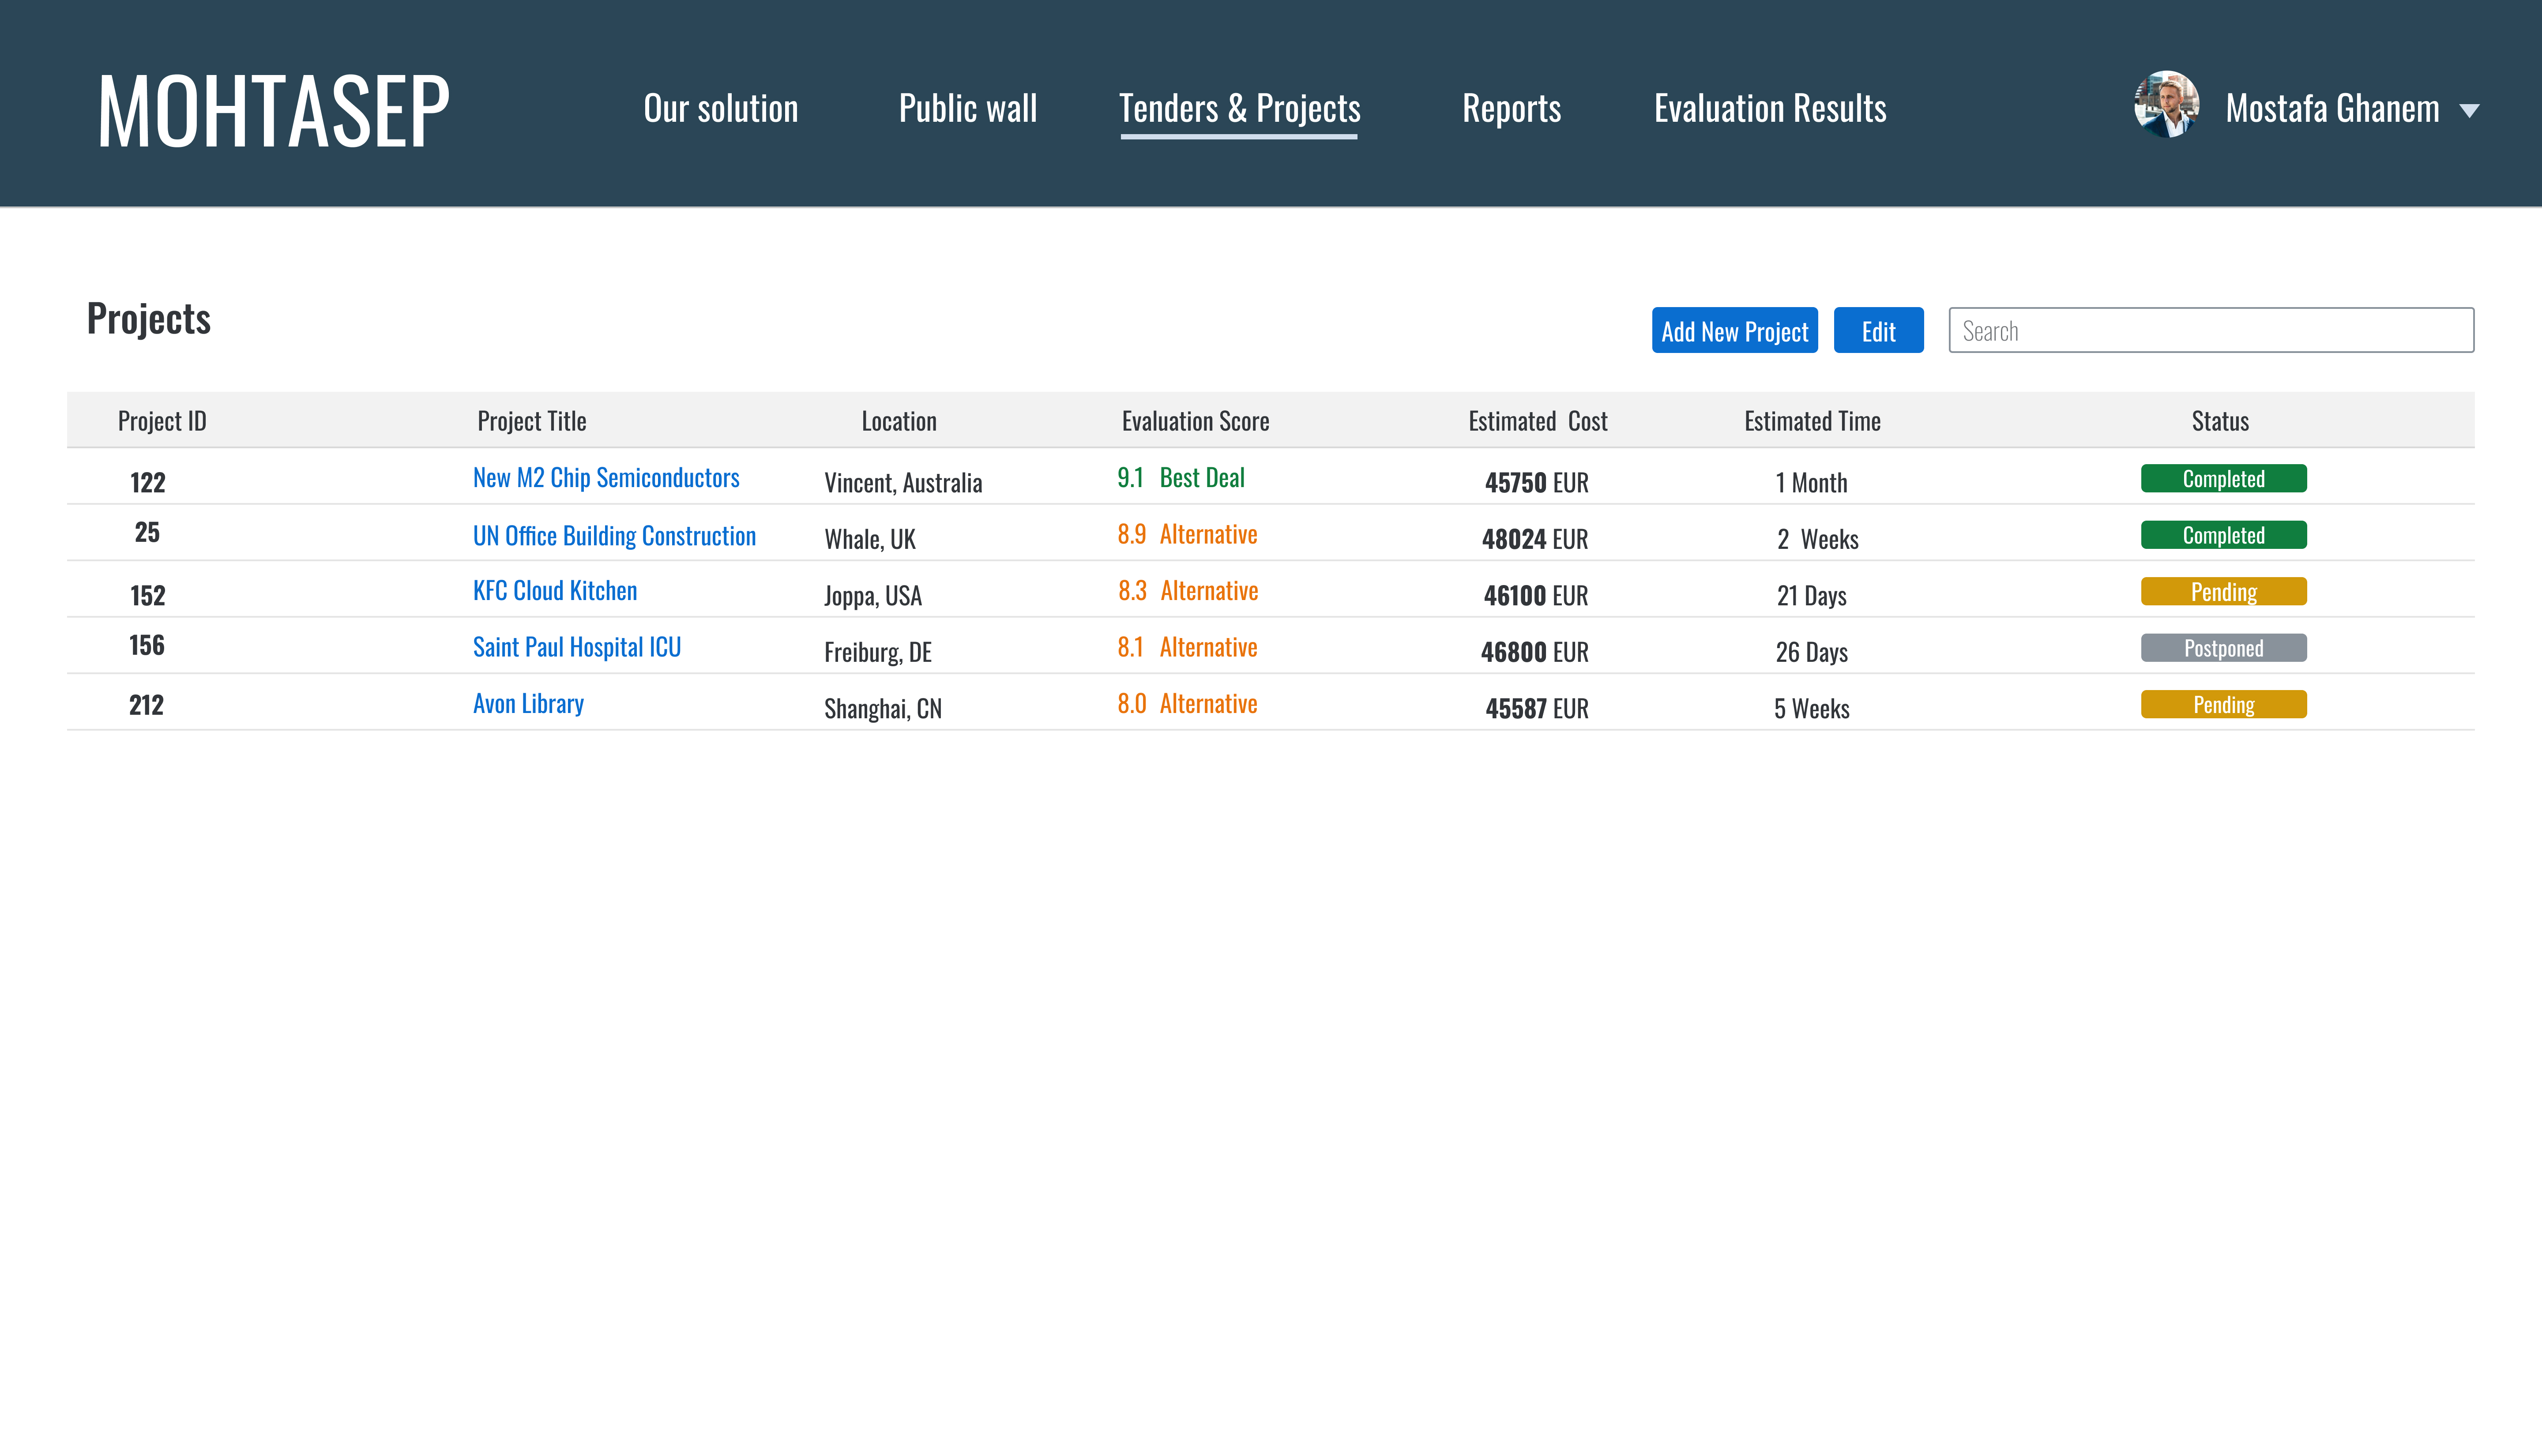 MOHTASEP
Our solution Public wall Tenders & Projects Reports Evaluation Results Mostafa Ghanem
Projects
Add New Project Edit Search
Project ID Project Title Location Evaluation Score Estimated Cost Estimated Time Status
122 New M2 Chip Semiconductors Vincent, Australia 9.1 Best Deal 45750 EUR 1 Month Completed
25 UN Office Building Construction Whale, UK 8.9 Alternative 48024 EUR 2 Weeks Completed
152 KFC Cloud Kitchen Joppa, USA 8.3 Alternative 46100 EUR 21 Days Pending
156 Saint Paul Hospital ICU Freiburg, DE 8.1 Alternative 46800 EUR 26 Days Postponed
212 Avon Library Shanghai, CN 8.0 Alternative 45587 EUR 5 Weeks Pending